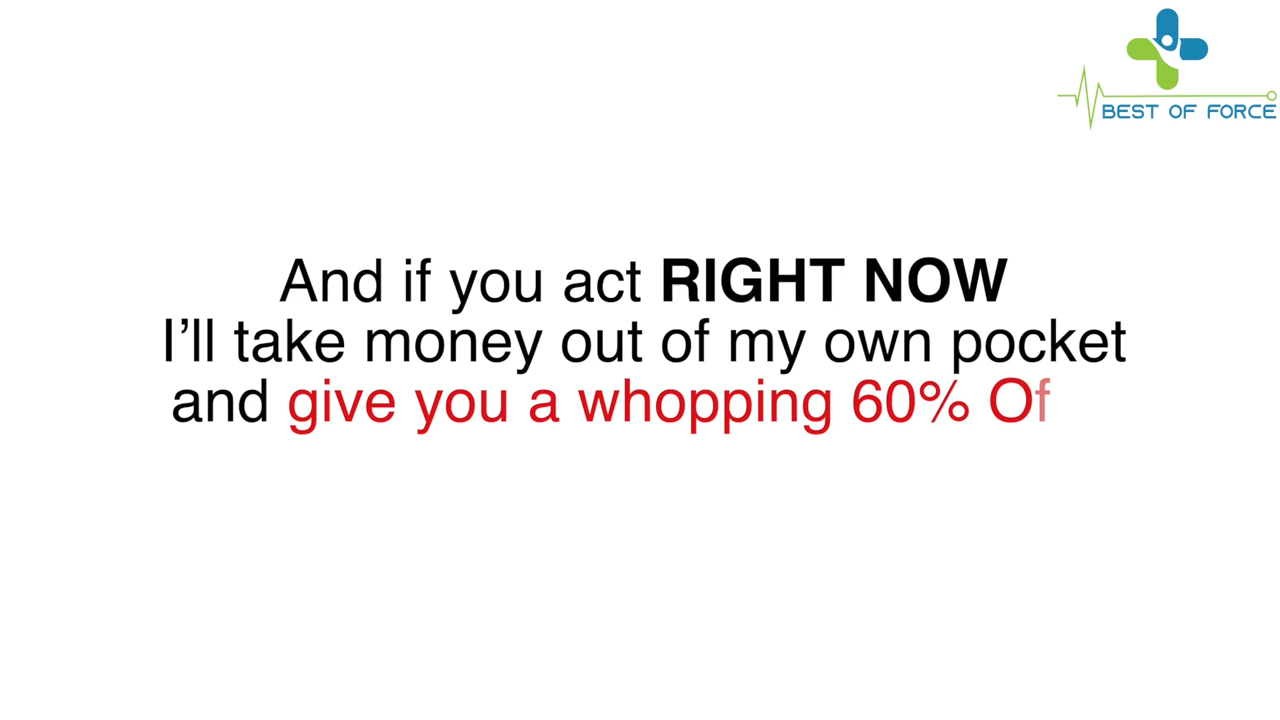 BEST OF FORCE
And if you act RIGHT NOW
I’ll take money out of my own pocket
and give you a whopping 60% Of